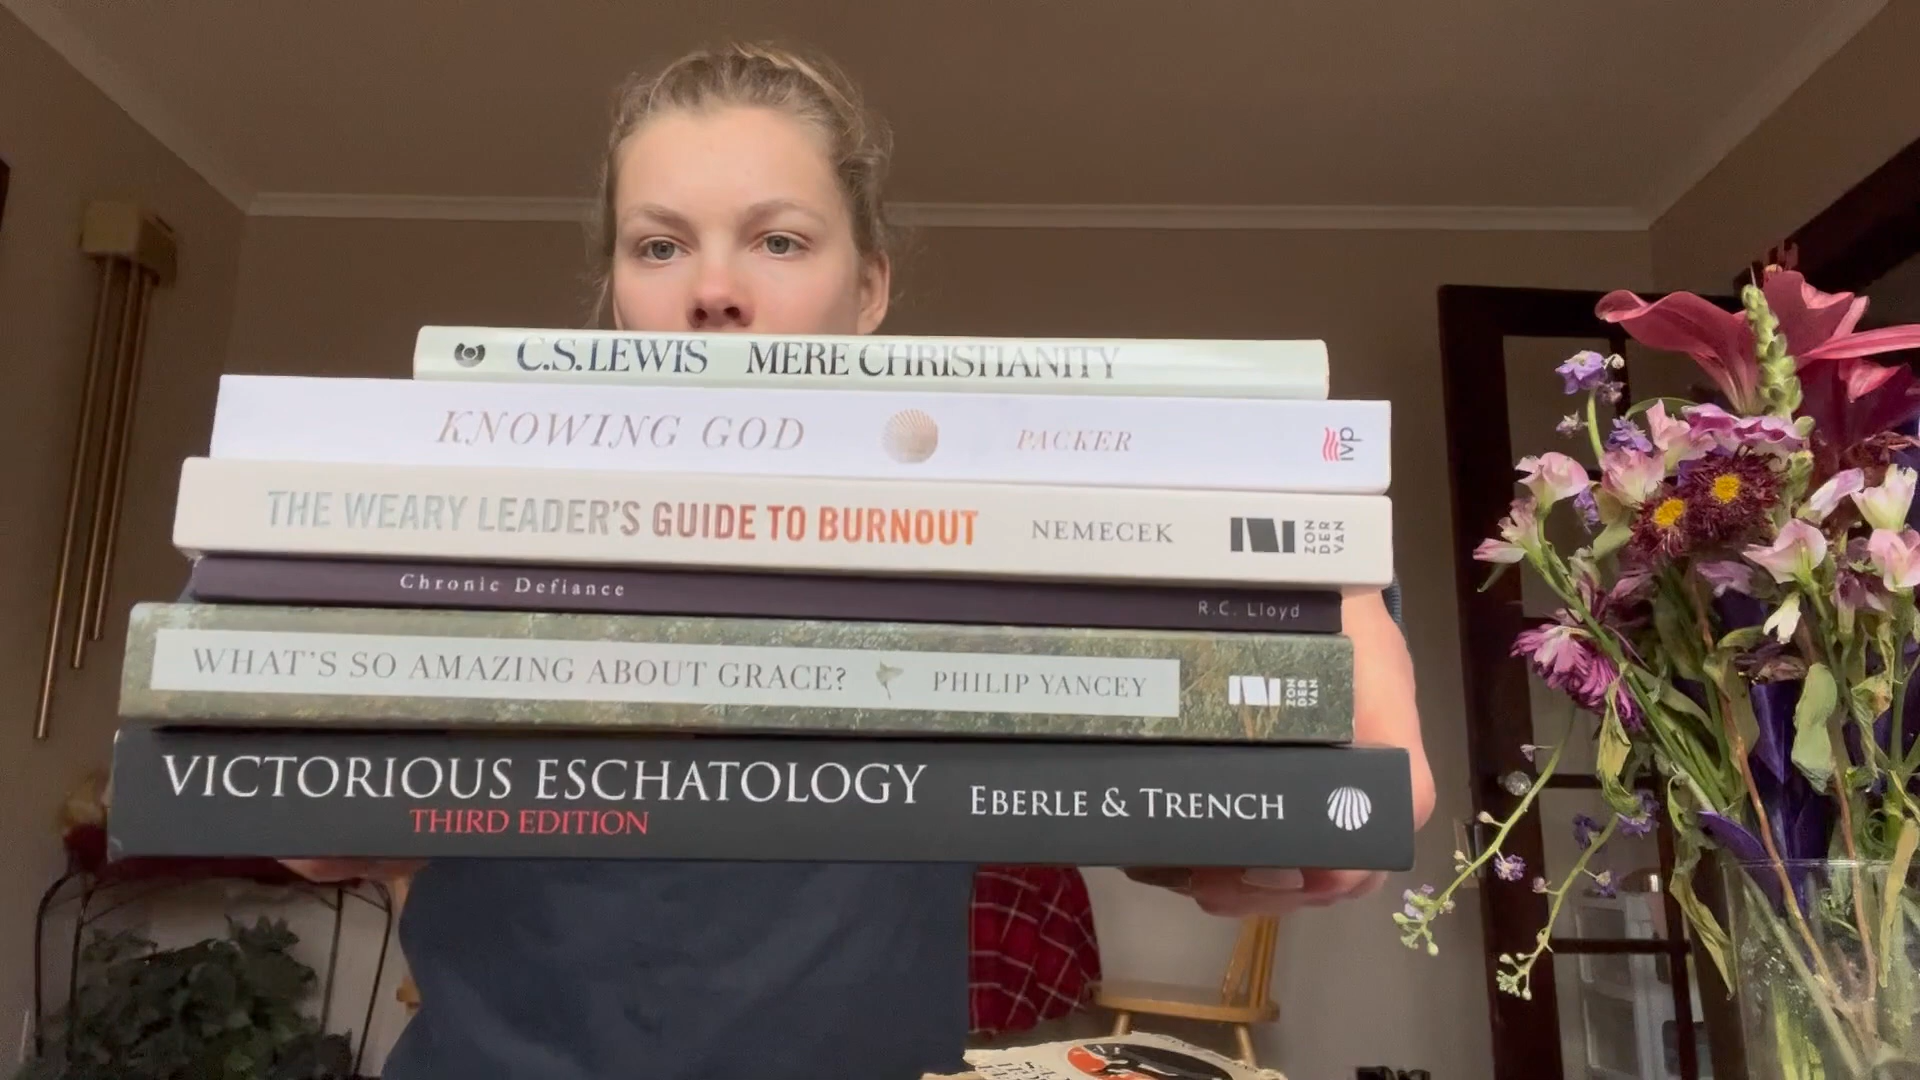 C.S. LEWIS MERE CHRISTIANITY
KNOWING GOD PACKER ivp
THE WEARY LEADER'S GUIDE TO BURNOUT NEMECEK ZONDERVAN
Chronic Defiance R.C. Lloyd
WHAT'S SO AMAZING ABOUT GRACE? PHILIP YANCEY ZONDERVAN
VICTORIOUS ESCHATOLOGY EBERLE & TRENCH
THIRD EDITION